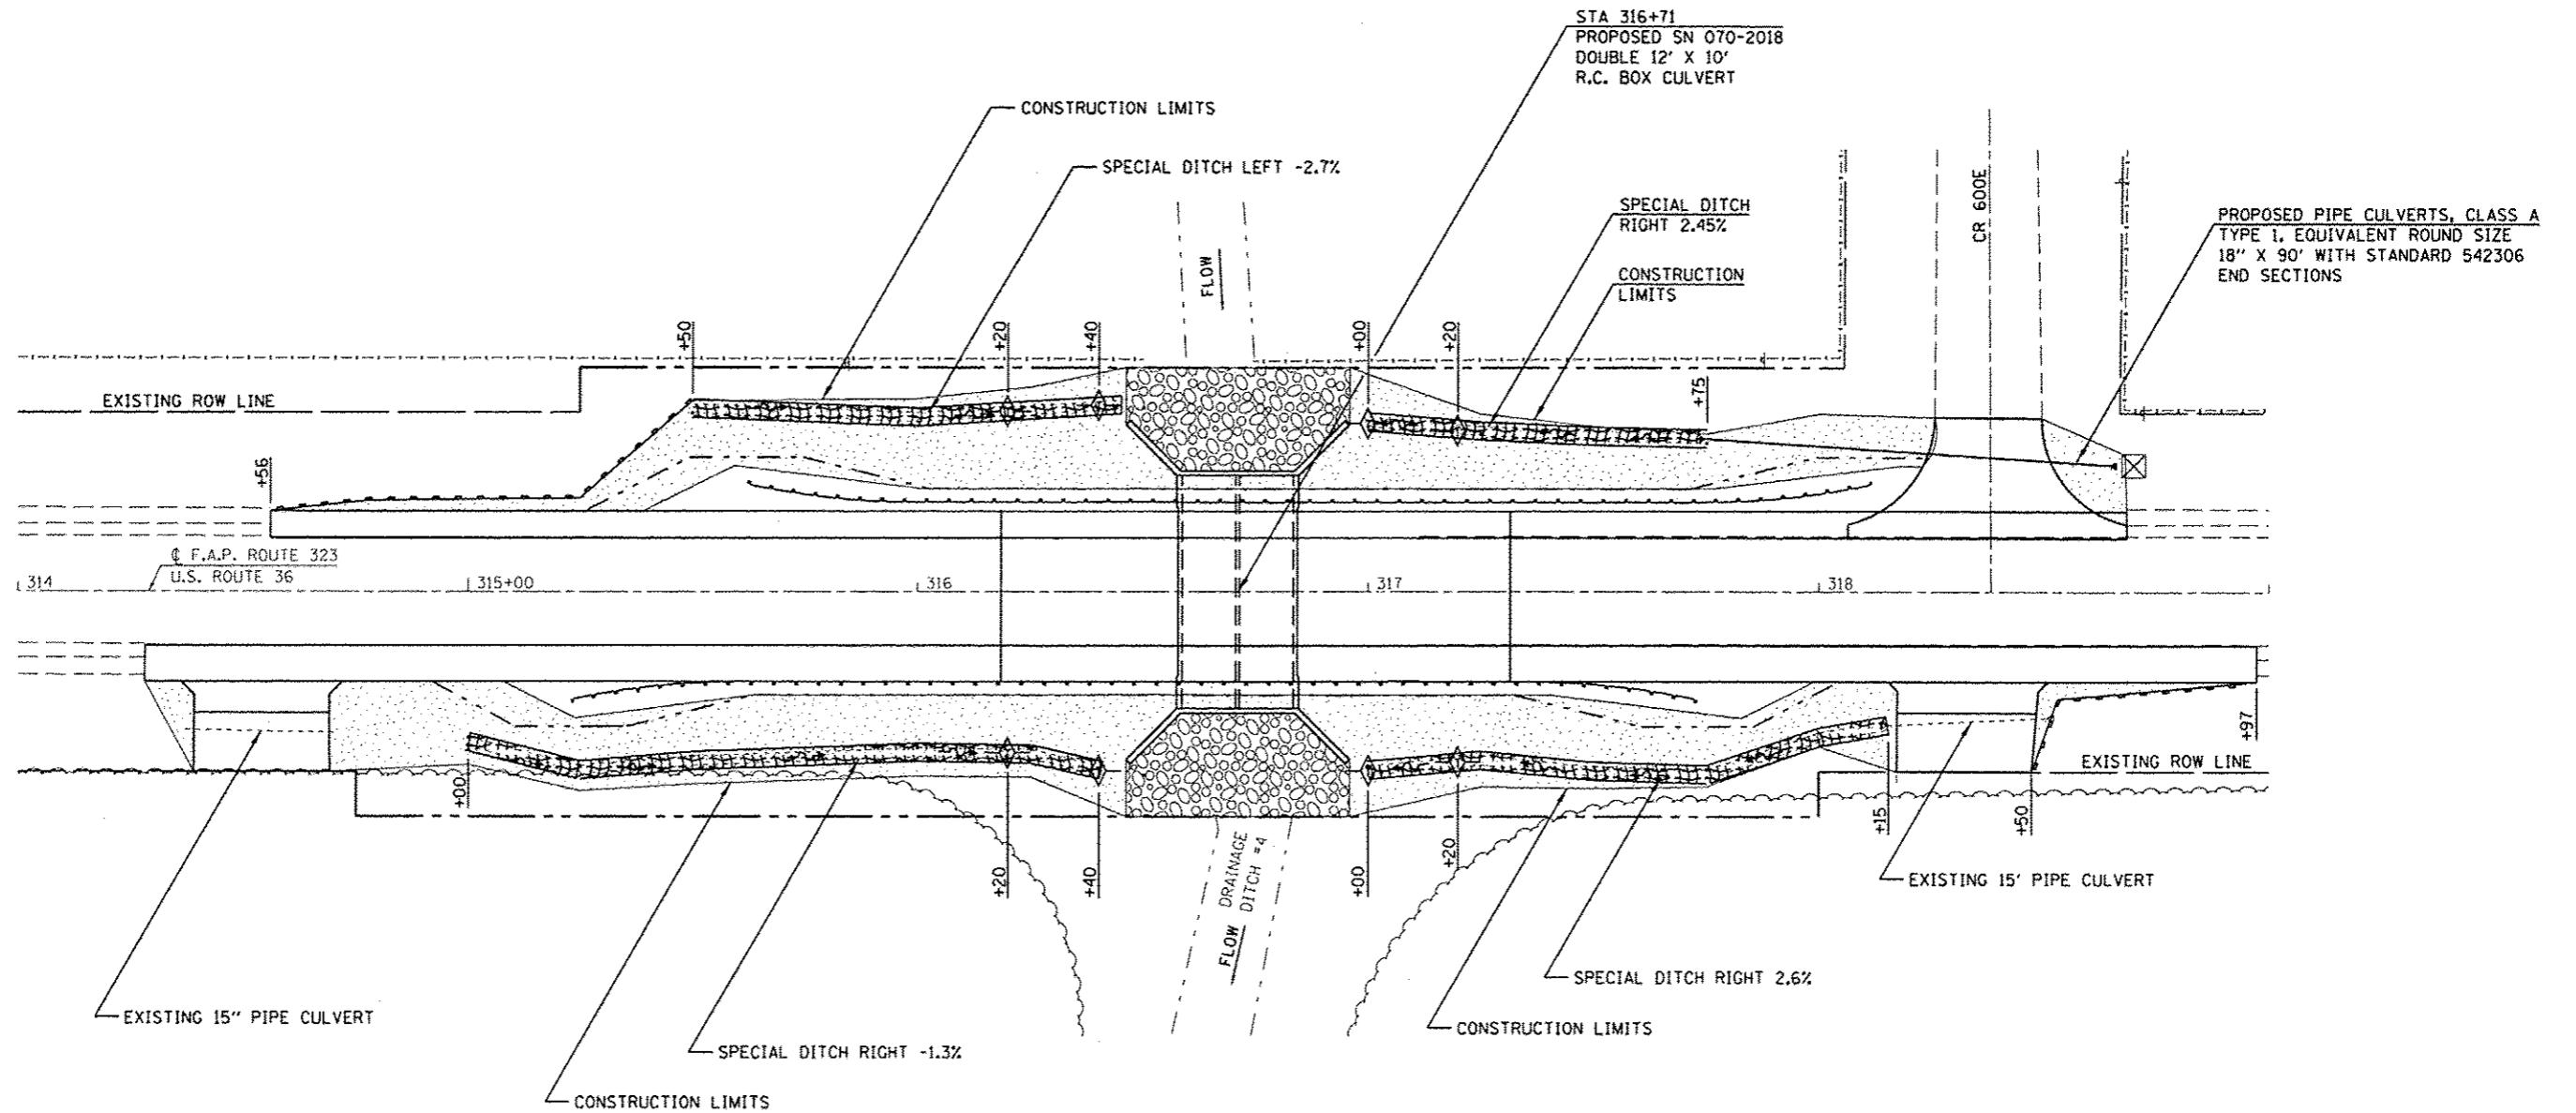 STA 316+71
PROPOSED SN 070-2018
DOUBLE 12' X 10'
R.C. BOX CULVERT
CONSTRUCTION LIMITS
SPECIAL DITCH LEFT -2.7%
SPECIAL DITCH
RIGHT 2.45%
CONSTRUCTION
LIMITS
CR 600E
PROPOSED PIPE CULVERTS, CLASS A
TYPE 1, EQUIVALENT ROUND SIZE
18" X 90' WITH STANDARD 542306
END SECTIONS
FLOW
+50
+20
+40
+00
+20
+75
EXISTING ROW LINE
+56
₵ F.A.P. ROUTE 323
U.S. ROUTE 36
314
315+00
316
317
318
+97
EXISTING ROW LINE
+00
+20
+40
+00
+20
+15
+50
FLOW
DRAINAGE
DITCH #4
EXISTING 15' PIPE CULVERT
SPECIAL DITCH RIGHT 2.6%
EXISTING 15" PIPE CULVERT
CONSTRUCTION LIMITS
SPECIAL DITCH RIGHT -1.3%
CONSTRUCTION LIMITS